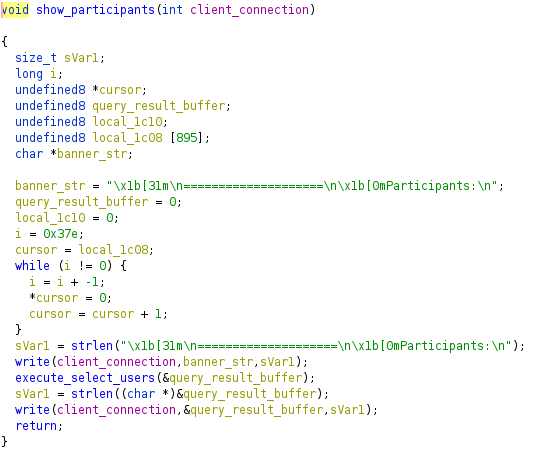 void show_participants(int client_connection)
{
size_t sVar1;
long i;
undefined8 *cursor;
undefined8 query_result_buffer;
undefined8 local_1c10;
undefined8 local_1c08 [895];
char *banner_str;
banner_str = "\x1b[31m\n====================\n\x1b[0mParticipants:\n";
query_result_buffer = 0;
local_1c10 = 0;
i = 0x37e;
cursor = local_1c08;
while (i != 0) {
i = i + -1;
*cursor = 0;
cursor = cursor + 1;
}
sVar1 = strlen("\x1b[31m\n====================\n\x1b[0mParticipants:\n");
write(client_connection,banner_str,sVar1);
execute_select_users(&query_result_buffer);
sVar1 = strlen((char *)&query_result_buffer);
write(client_connection,&query_result_buffer,sVar1);
return;
}